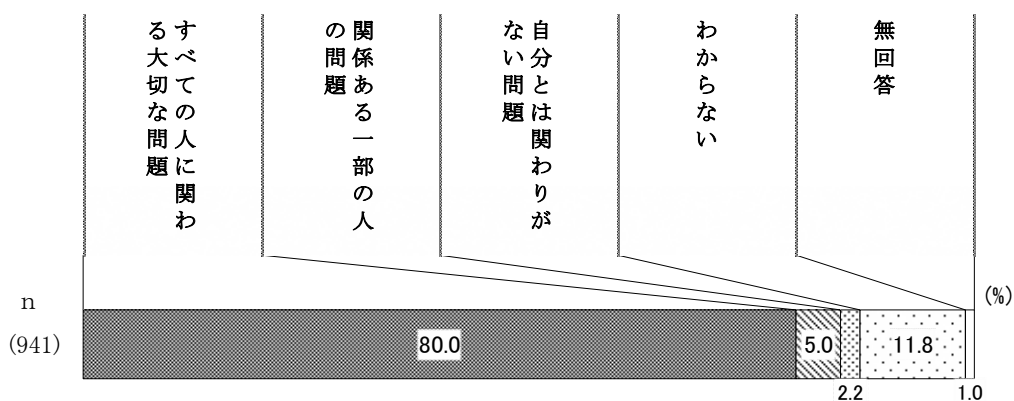 すべての人に関わ
る大切な問題
関係ある一部の人
の問題
自分とは関わりが
ない問題
わからない
無回答
(%)
n
(941)
80.0
5.0
2.2
11.8
1.0